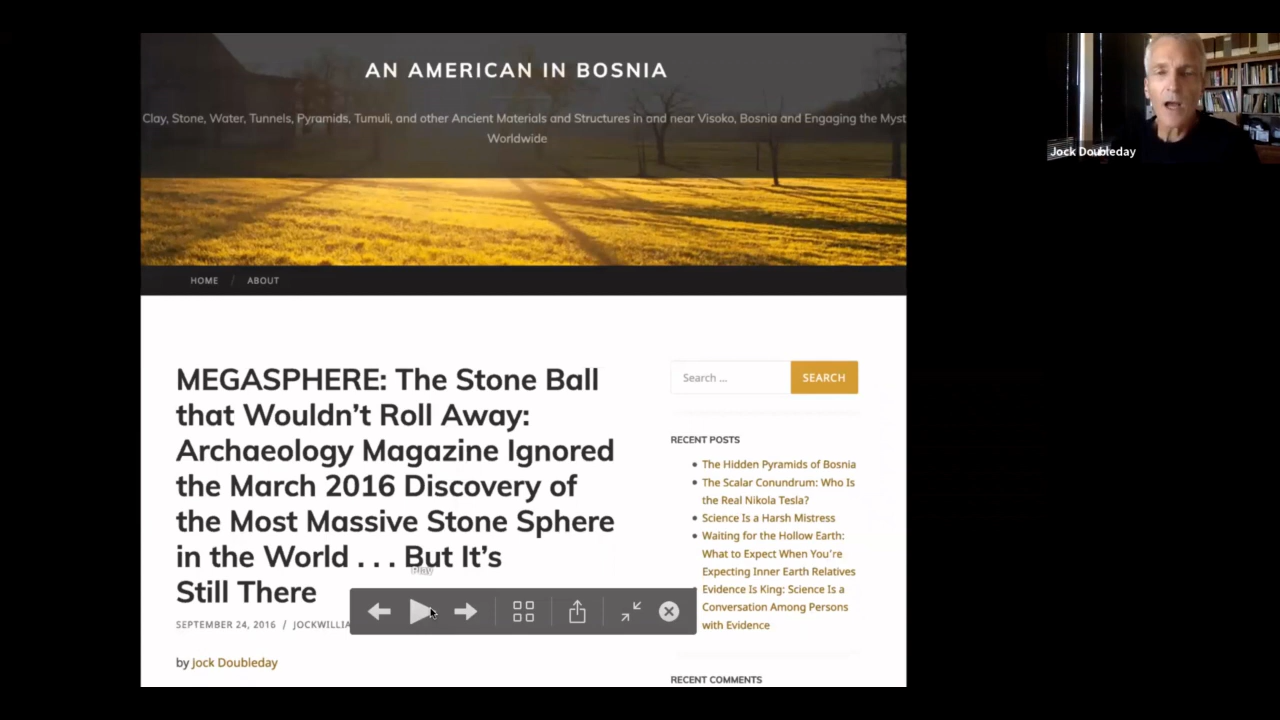 AN AMERICAN IN BOSNIA
Clay, Stone, Water, Tunnels, Pyramids, Tumuli, and other Ancient Materials and Structures in and near Visoko, Bosnia and Engaging the Myst
Worldwide
Jock Doubleday
HOME / ABOUT
MEGASPHERE: The Stone Ball
that Wouldn't Roll Away:
Archaeology Magazine Ignored
the March 2016 Discovery of
the Most Massive Stone Sphere
in the World . . . But It's
Still There
Play
SEPTEMBER 24, 2016 / JOCKWILLIA
by Jock Doubleday
Search ...
SEARCH
RECENT POSTS
The Hidden Pyramids of Bosnia
The Scalar Conundrum: Who Is
the Real Nikola Tesla?
Science Is a Harsh Mistress
Waiting for the Hollow Earth:
What to Expect When You're
Expecting Inner Earth Relatives
Evidence Is King: Science Is a
Conversation Among Persons
with Evidence
RECENT COMMENTS